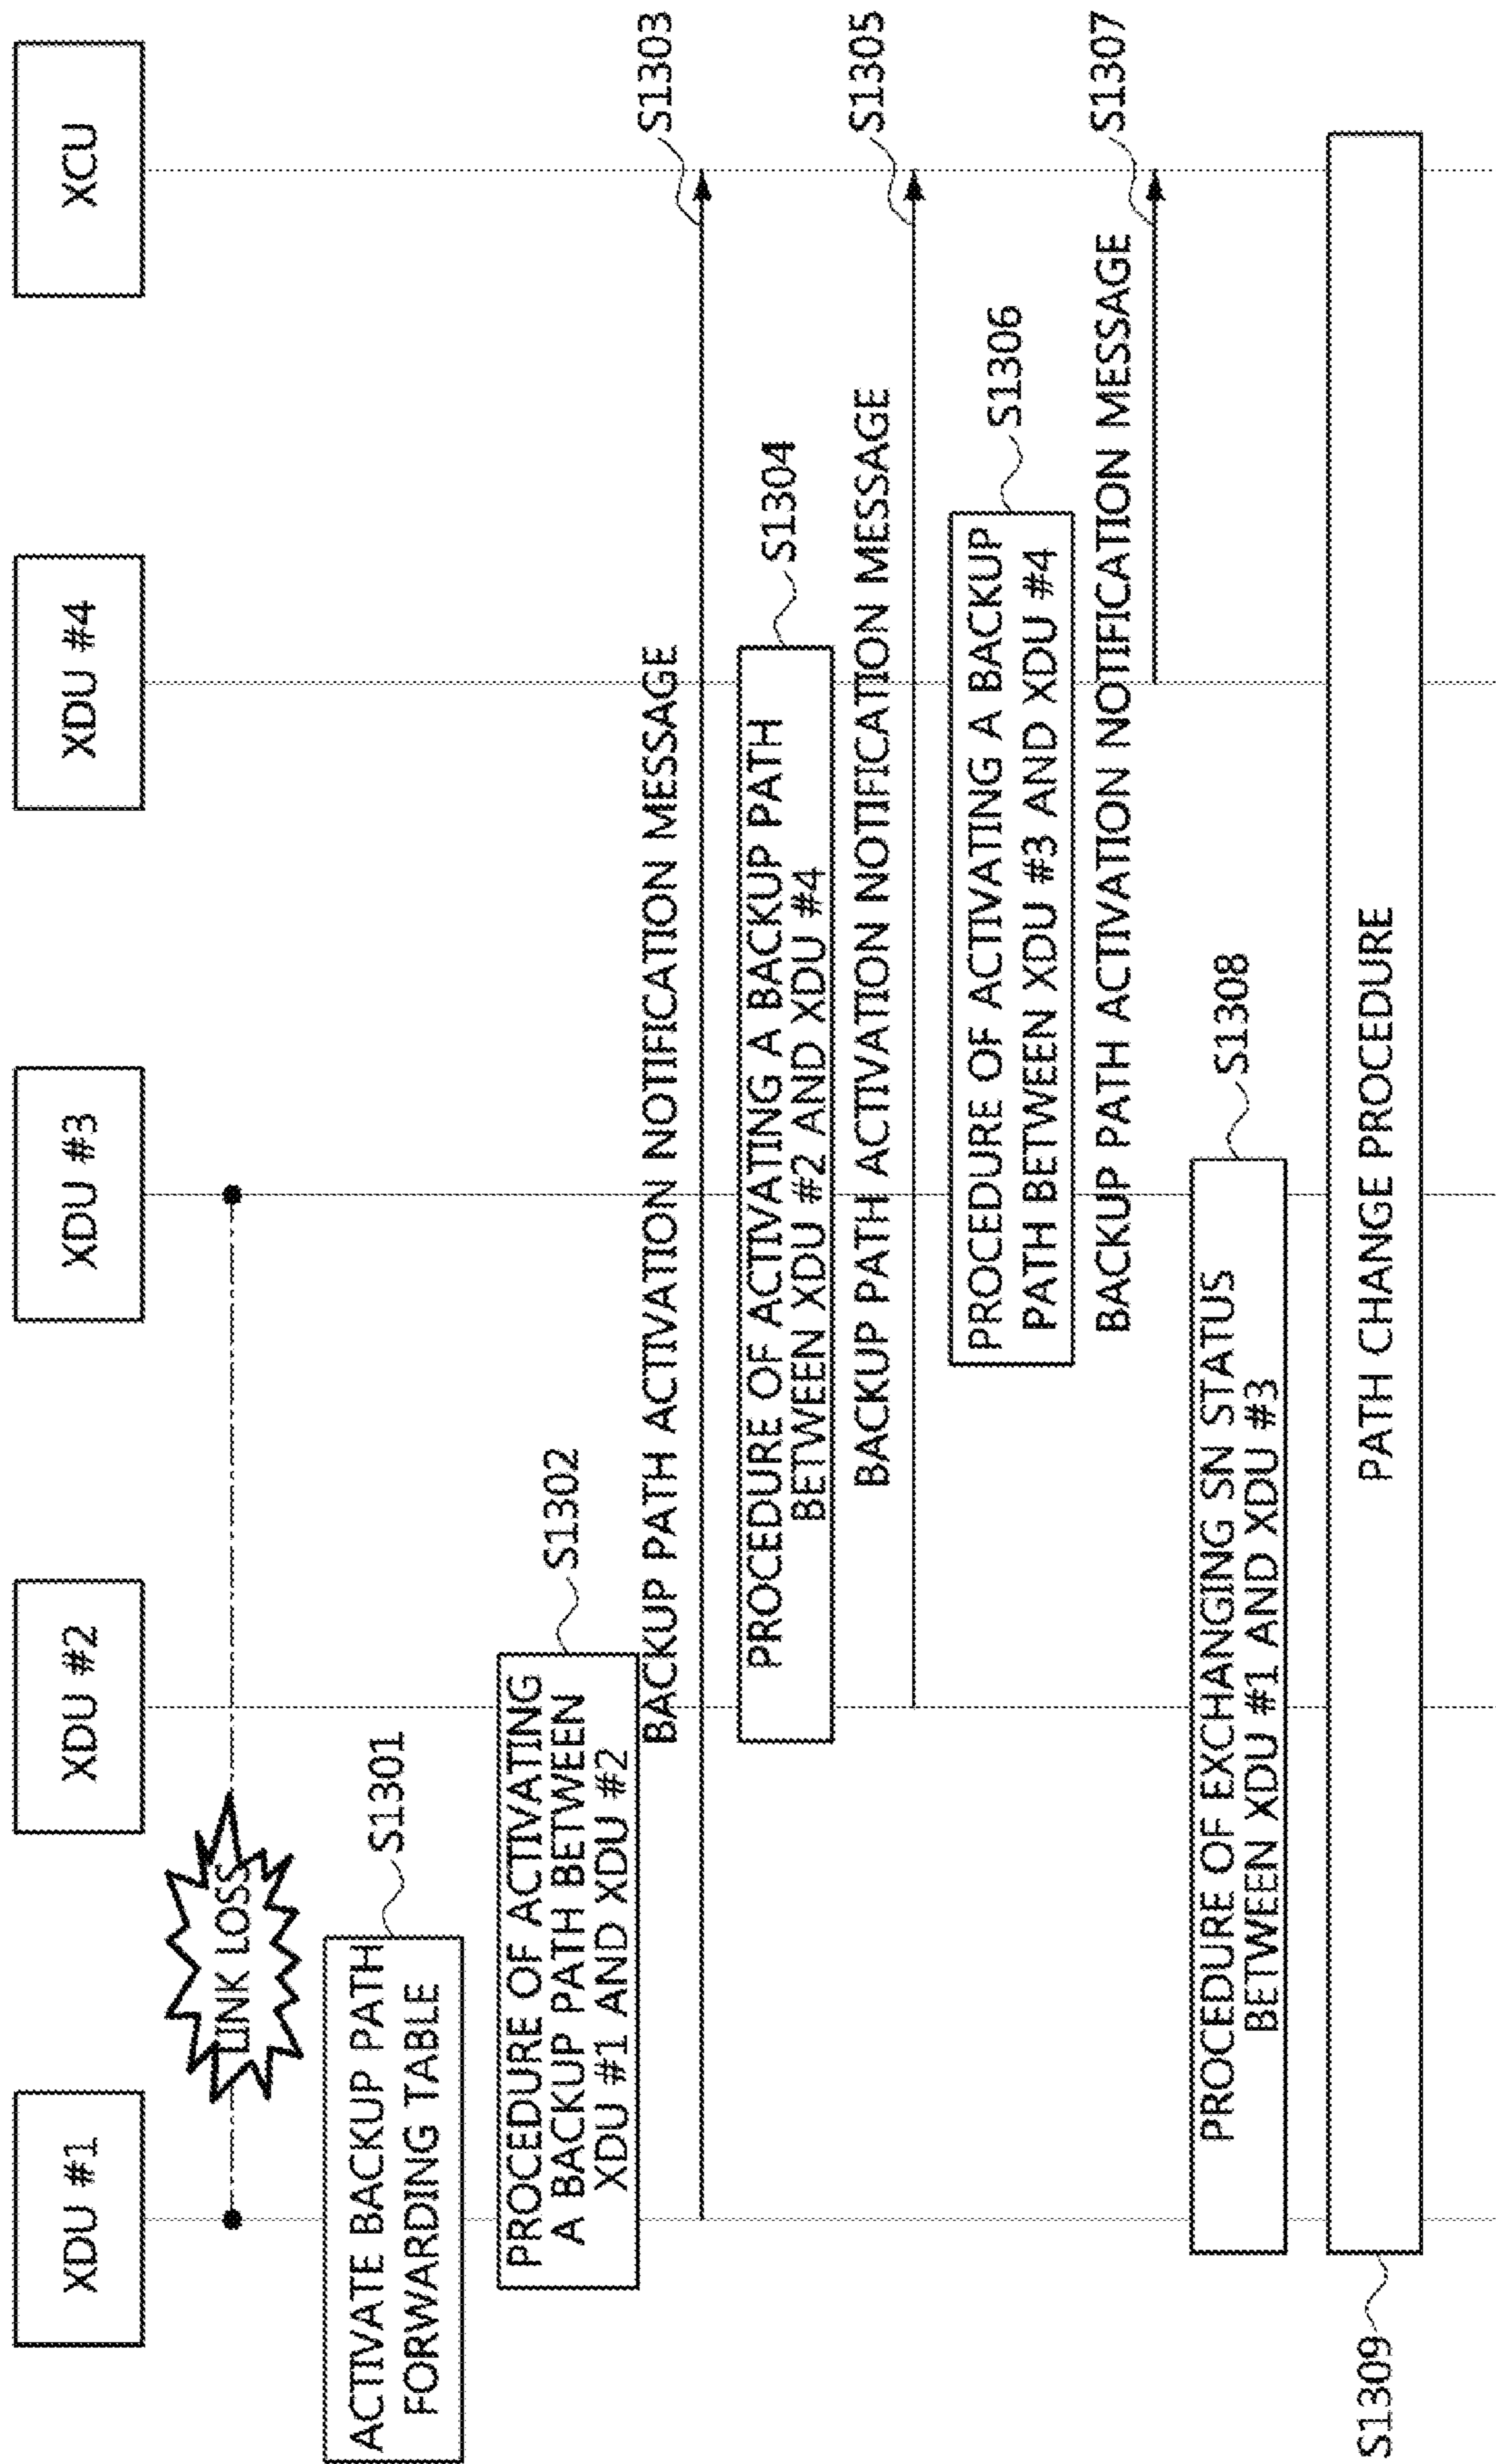 XDU #1
XDU #2
XDU #3
XDU #4
XCU
LINK LOSS
ACTIVATE BACKUP PATH
FORWARDING TABLE
S1301
PROCEDURE OF ACTIVATING
A BACKUP PATH BETWEEN
XDU #1 AND XDU #2
S1302
BACKUP PATH ACTIVATION NOTIFICATION MESSAGE
S1303
PROCEDURE OF ACTIVATING A BACKUP PATH
BETWEEN XDU #2 AND XDU #4
S1304
BACKUP PATH ACTIVATION NOTIFICATION MESSAGE
S1305
PROCEDURE OF ACTIVATING A BACKUP
PATH BETWEEN XDU #3 AND XDU #4
S1306
BACKUP PATH ACTIVATION NOTIFICATION MESSAGE
S1307
PROCEDURE OF EXCHANGING SN STATUS
BETWEEN XDU #1 AND XDU #3
S1308
PATH CHANGE PROCEDURE
S1309